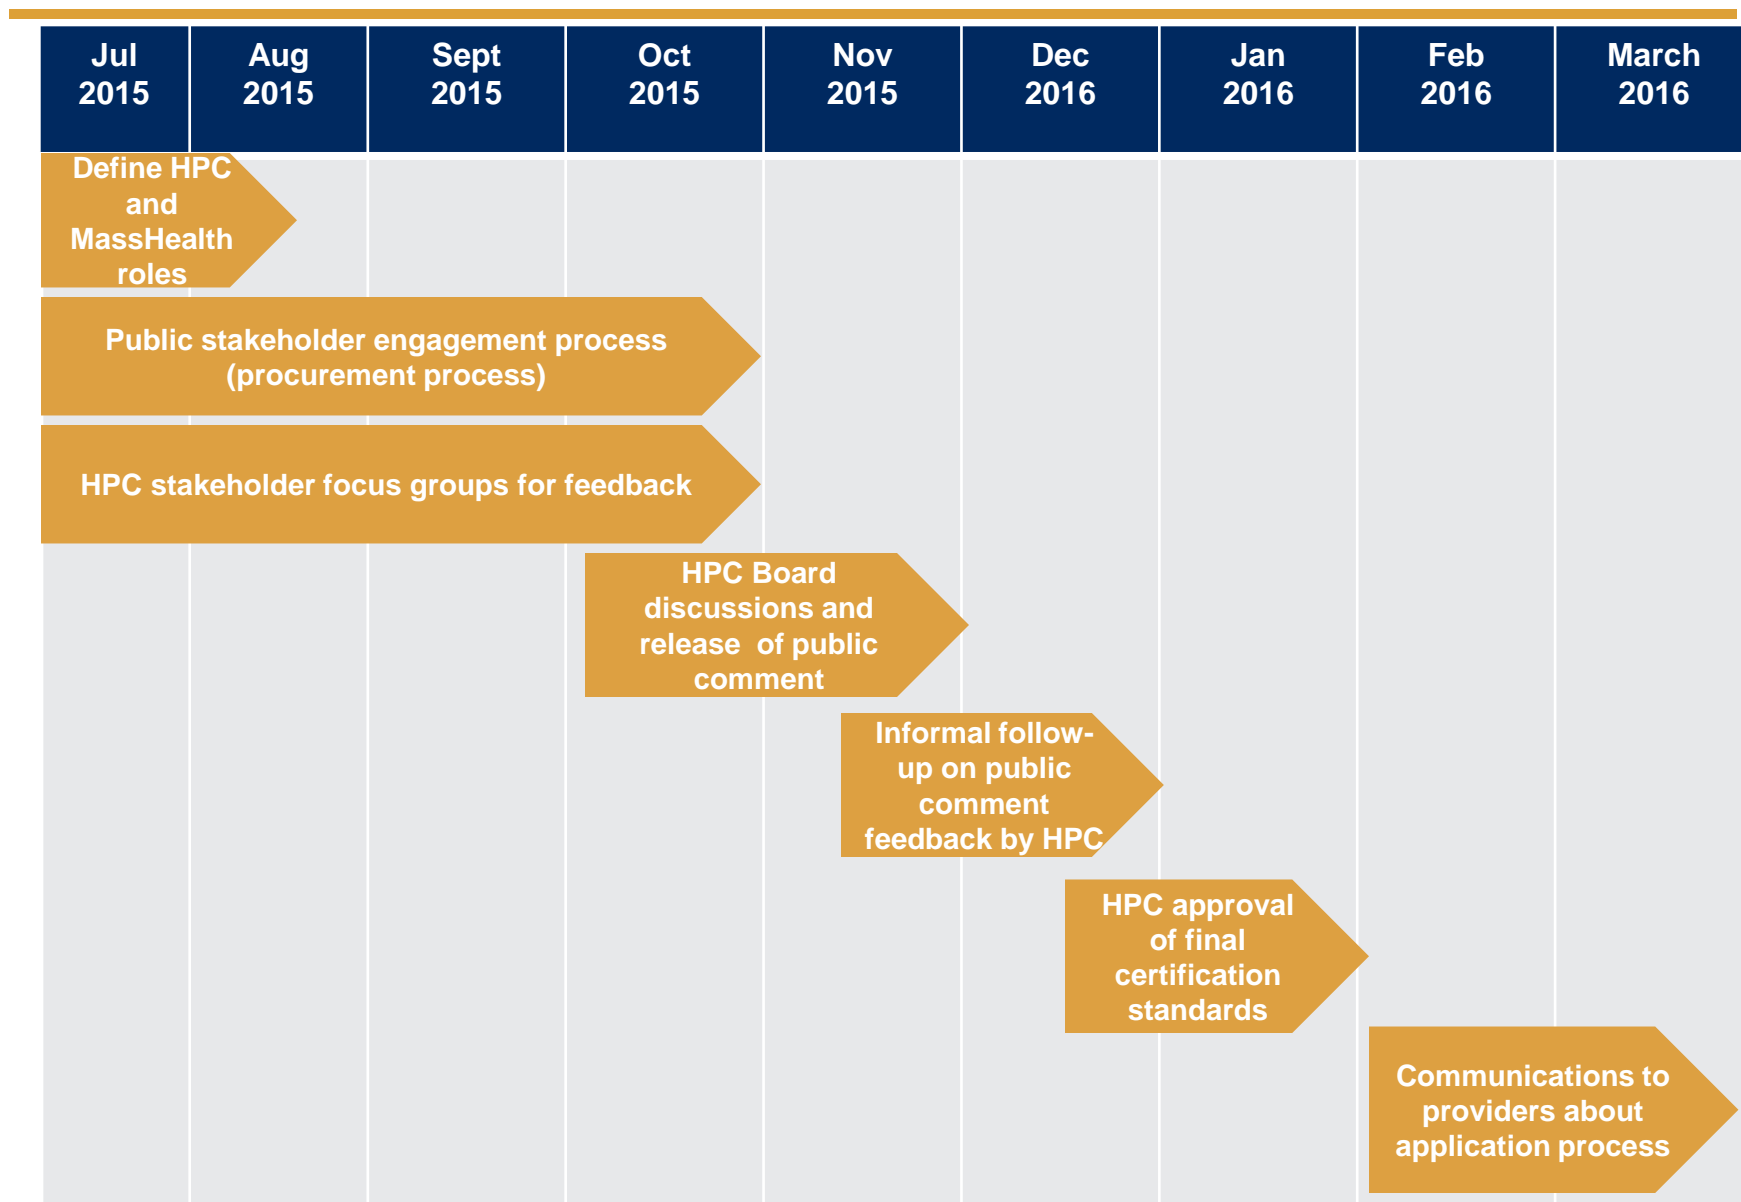 Jul
2015
Aug
2015
Sept
2015
Oct
2015
Nov
2015
Dec
2016
Jan
2016
Feb
2016
March
2016
Define HPC
and
MassHealth
roles
Public stakeholder engagement process
(procurement process)
HPC stakeholder focus groups for feedback
HPC Board
discussions and
release of public
comment
Informal follow-
up on public
comment
feedback by HPC
HPC approval
of final
certification
standards
Communications to
providers about
application process